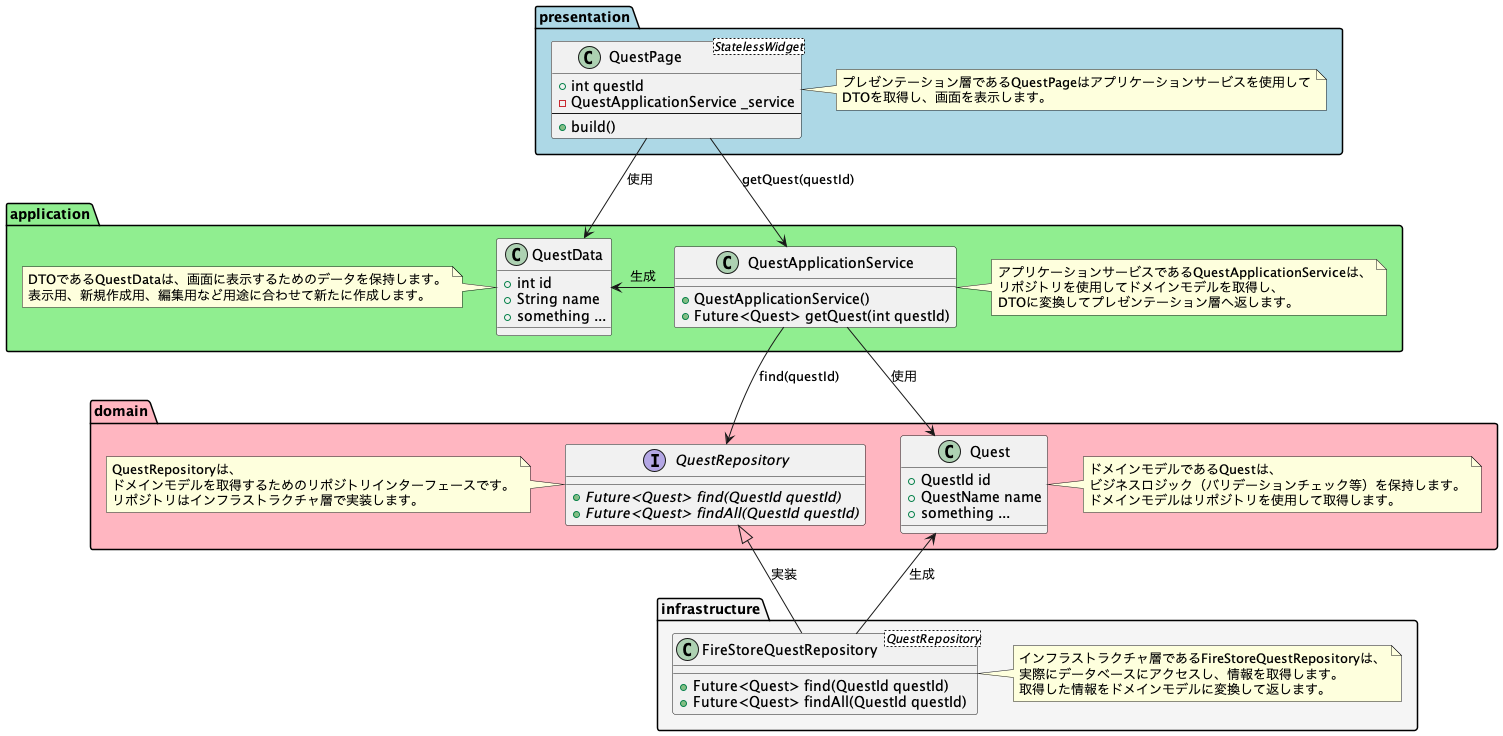 presentation
QuestPage
StatelessWidget
int questId
QuestApplicationService _service
build()
プレゼンテーション層であるQuestPageはアプリケーションサービスを使用して
DTOを取得し、画面を表示します。
使用
getQuest(questId)
application
DTOであるQuestDataは、画面に表示するためのデータを保持します。
表示用、新規作成用、編集用など用途に合わせて新たに作成します。
QuestData
int id
String name
something ...
生成
QuestApplicationService
QuestApplicationService()
Future<Quest> getQuest(int questId)
アプリケーションサービスであるQuestApplicationServiceは、
リポジトリを使用してドメインモデルを取得し、
DTOに変換してプレゼンテーション層へ返します。
find(questId)
使用
domain
QuestRepositoryは、
ドメインモデルを取得するためのリポジトリインターフェースです。
リポジトリはインフラストラクチャ層で実装します。
QuestRepository
Future<Quest> find(QuestId questId)
Future<Quest> findAll(QuestId questId)
Quest
QuestId id
QuestName name
something ...
ドメインモデルであるQuestは、
ビジネスロジック（バリデーションチェック等）を保持します。
ドメインモデルはリポジトリを使用して取得します。
実装
生成
infrastructure
FireStoreQuestRepository
QuestRepository
Future<Quest> find(QuestId questId)
Future<Quest> findAll(QuestId questId)
インフラストラクチャ層であるFireStoreQuestRepositoryは、
実際にデータベースにアクセスし、情報を取得します。
取得した情報をドメインモデルに変換して返します。